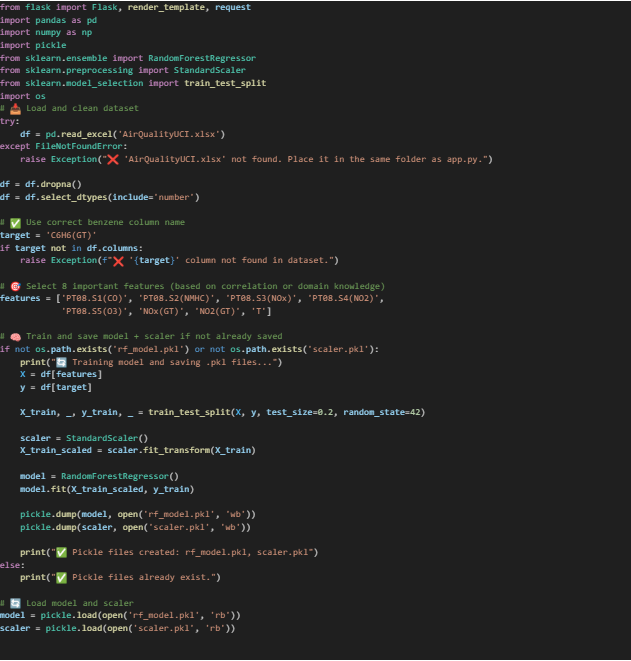 from flask import Flask, render_template, request
import pandas as pd
import numpy as np
import pickle
from sklearn.ensemble import RandomForestRegressor
from sklearn.preprocessing import StandardScaler
from sklearn.model_selection import train_test_split
import os
# 📥 Load and clean dataset
try:
    df = pd.read_excel('AirQualityUCI.xlsx')
except FileNotFoundError:
    raise Exception("❌ 'AirQualityUCI.xlsx' not found. Place it in the same folder as app.py.")

df = df.dropna()
df = df.select_dtypes(include='number')

# ✅ Use correct benzene column name
target = 'C6H6(GT)'
if target not in df.columns:
    raise Exception(f"❌ '{target}' column not found in dataset.")

# 🎯 Select 8 important features (based on correlation or domain knowledge)
features = ['PT08.S1(CO)', 'PT08.S2(NMHC)', 'PT08.S3(NOx)', 'PT08.S4(NO2)',
            'PT08.S5(O3)', 'NOx(GT)', 'NO2(GT)', 'T']

# 🧠 Train and save model + scaler if not already saved
if not os.path.exists('rf_model.pkl') or not os.path.exists('scaler.pkl'):
    print("🔄 Training model and saving .pkl files...")
    X = df[features]
    y = df[target]

    X_train, _, y_train, _ = train_test_split(X, y, test_size=0.2, random_state=42)

    scaler = StandardScaler()
    X_train_scaled = scaler.fit_transform(X_train)

    model = RandomForestRegressor()
    model.fit(X_train_scaled, y_train)

    pickle.dump(model, open('rf_model.pkl', 'wb'))
    pickle.dump(scaler, open('scaler.pkl', 'wb'))

    print("✅ Pickle files created: rf_model.pkl, scaler.pkl")
else:
    print("✅ Pickle files already exist.")

# 🔄 Load model and scaler
model = pickle.load(open('rf_model.pkl', 'rb'))
scaler = pickle.load(open('scaler.pkl', 'rb'))